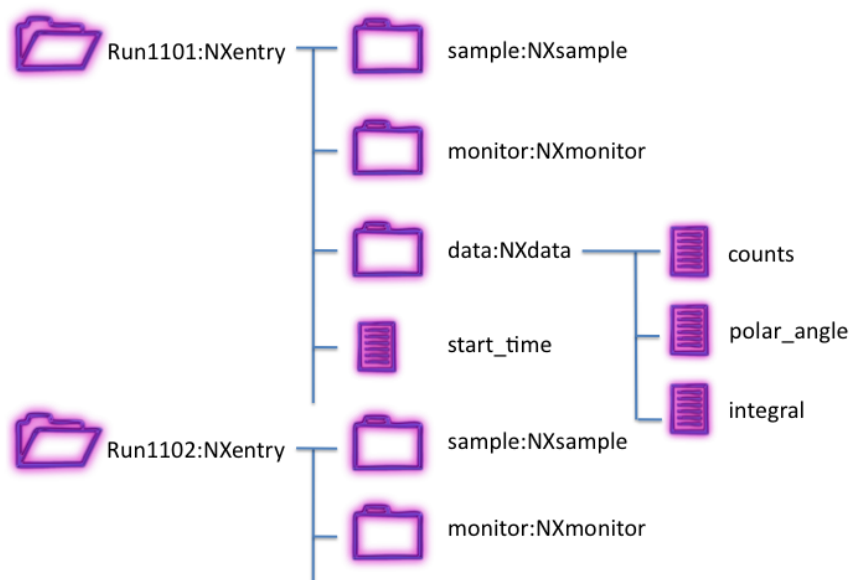 Run1101:NXentry
sample:NXsample
monitor:NXmonitor
data:NXdata
counts
polar_angle
start_time
integral
Run1102:NXentry
sample:NXsample
monitor:NXmonitor